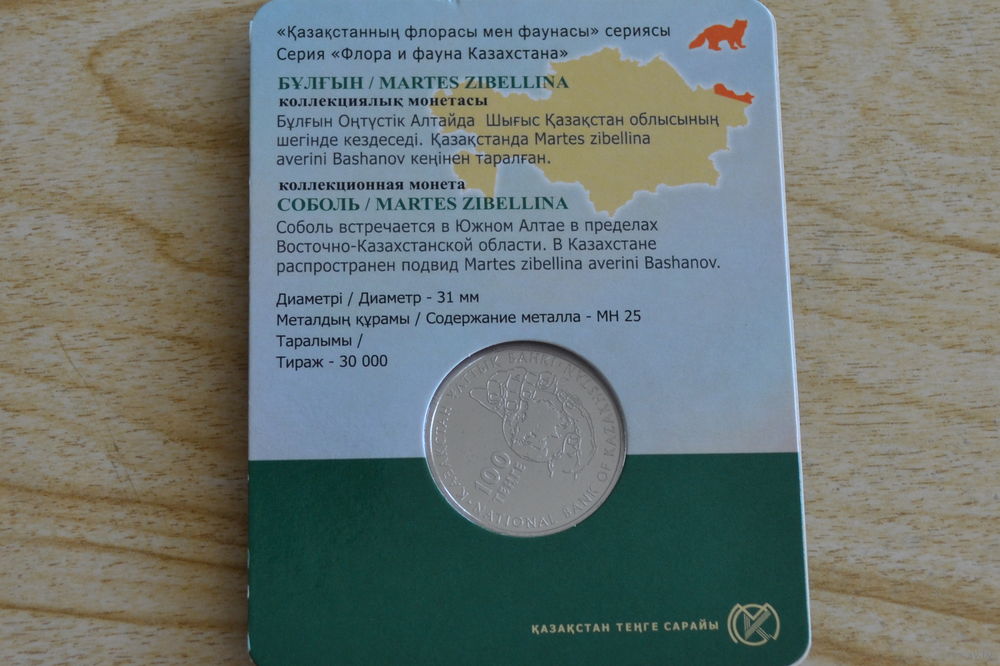 «Қазақстанның флорасы мен фаунасы» сериясы
Серия «Флора и фауна Казахстана»
БҰЛҒЫН / MARTES ZIBELLINA
коллекциялық монетасы
Бұлғын Оңтүстік Алтайда Шығыс Қазақстан облысының
шегінде кездеседі. Қазақстанда Martes zibellina
averini Bashanov кеңінен таралған.
коллекционная монета
СОБОЛЬ / MARTES ZIBELLINA
Соболь встречается в Южном Алтае в пределах
Восточно-Казахстанской области. В Казахстане
распространен подвид Martes zibellina averini Bashanov.
Диаметрі / Диаметр - 31 мм
Металдың құрамы / Содержание металла - МН 25
Таралымы /
Тираж - 30 000
ҚАЗАҚСТАН ҰЛТТЫҚ БАНКІ
100
ТЕҢГЕ
NATIONAL BANK OF KAZAKHSTAN
ҚАЗАҚСТАН ТЕҢГЕ САРАЙЫ